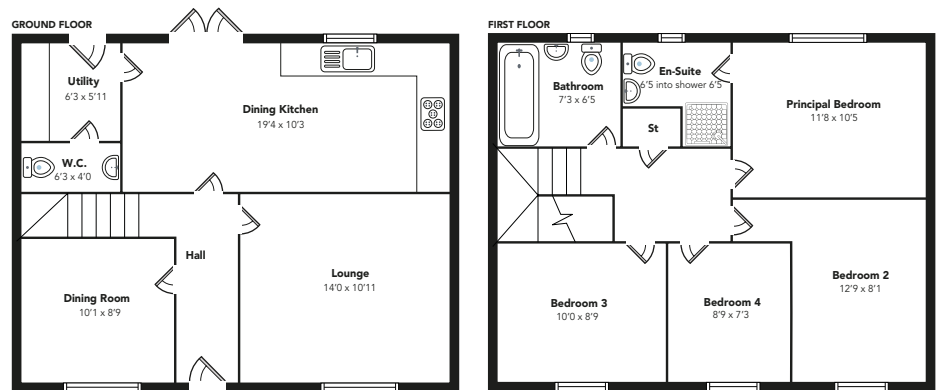 GROUND FLOOR
Utility
6'3 x 5'11
Dining Kitchen
19'4 x 10'3
W.C.
6'3 x 4'0
Hall
Lounge
14'0 x 10'11
Dining Room
10'1 x 8'9
FIRST FLOOR
Bathroom
7'3 x 6'5
En-Suite
6'5 into shower 6'5
Principal Bedroom
11'8 x 10'5
St
Bedroom 2
12'9 x 8'1
Bedroom 3
10'0 x 8'9
Bedroom 4
8'9 x 7'3